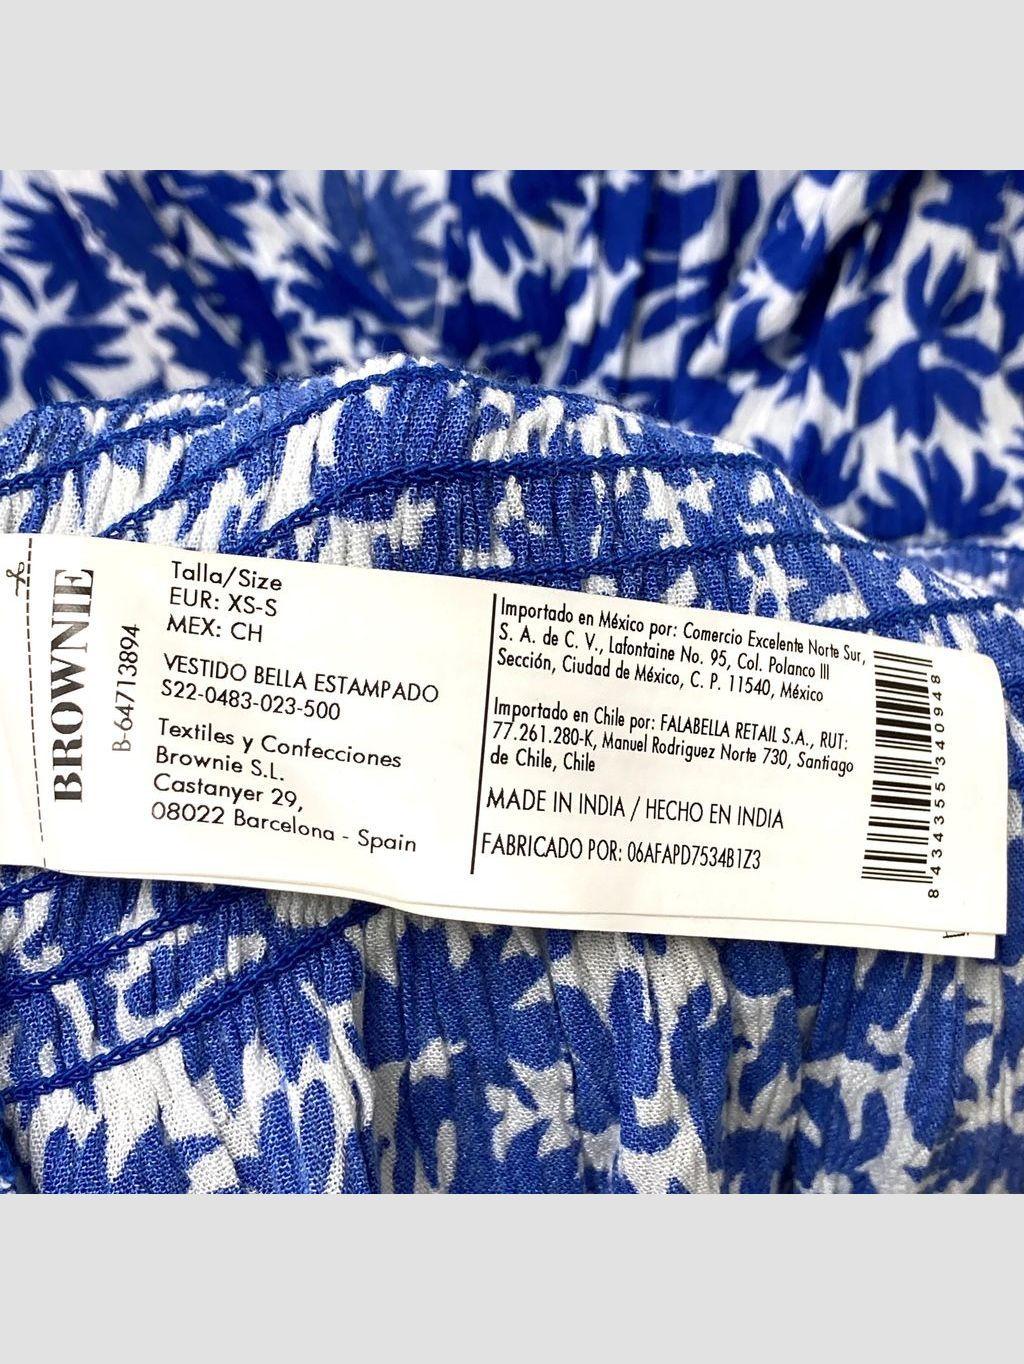 BROWNIE
B-64713894
Talla/Size
EUR: XS-S
MEX: CH
VESTIDO BELLA ESTAMPADO
S22-0483-023-500
Textiles y Confecciones
Brownie S.L.
Castanyer 29,
08022 Barcelona - Spain
Importado en México por: Comercio Excelente Norte Sur,
S. A. de C. V., Lafontaine No. 95, Col. Polanco III
Sección, Ciudad de México, C. P. 11540, México
Importado en Chile por: FALABELLA RETAIL S.A., RUT:
77.261.280-K, Manuel Rodriguez Norte 730, Santiago
de Chile, Chile
MADE IN INDIA / HECHO EN INDIA
FABRICADO POR: 06AFAPD7534B1Z3
8 434355 340948